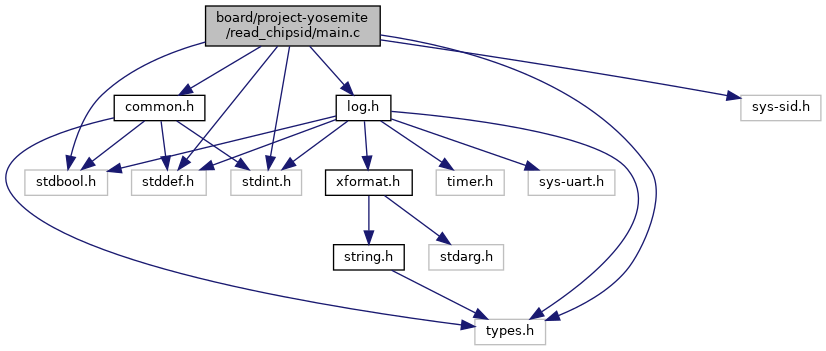 board/project-yosemite
/read_chipsid/main.c
common.h
log.h
sys-sid.h
stdbool.h
stddef.h
stdint.h
xformat.h
timer.h
sys-uart.h
string.h
stdarg.h
types.h